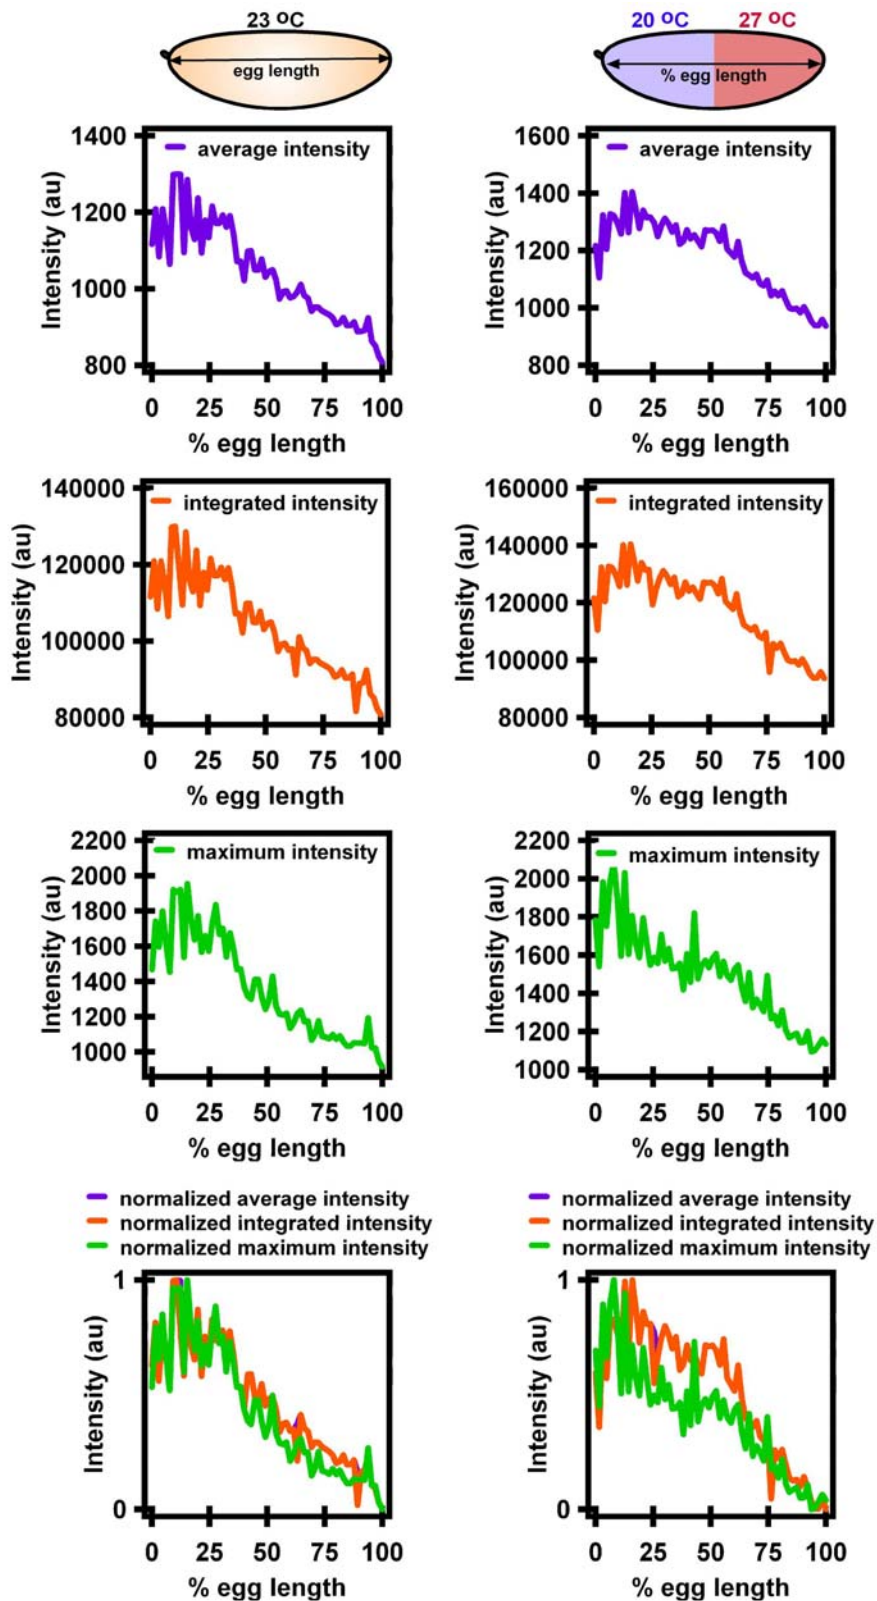 23 ºC
egg length
20 ºC 27 ºC
% egg length
1400
1200
1000
800
Intensity (au)
average intensity
0 25 50 75 100
% egg length
1600
1400
1200
1000
800
Intensity (au)
average intensity
0 25 50 75 100
% egg length
140000
120000
100000
80000
Intensity (au)
integrated intensity
0 25 50 75 100
% egg length
160000
140000
120000
100000
80000
Intensity (au)
integrated intensity
0 25 50 75 100
% egg length
2200
2000
1800
1600
1400
1200
1000
Intensity (au)
maximum intensity
0 25 50 75 100
% egg length
2200
2000
1800
1600
1400
1200
1000
Intensity (au)
maximum intensity
0 25 50 75 100
% egg length
normalized average intensity
normalized integrated intensity
normalized maximum intensity
1
0
Intensity (au)
0 25 50 75 100
% egg length
normalized average intensity
normalized integrated intensity
normalized maximum intensity
1
0
Intensity (au)
0 25 50 75 100
% egg length